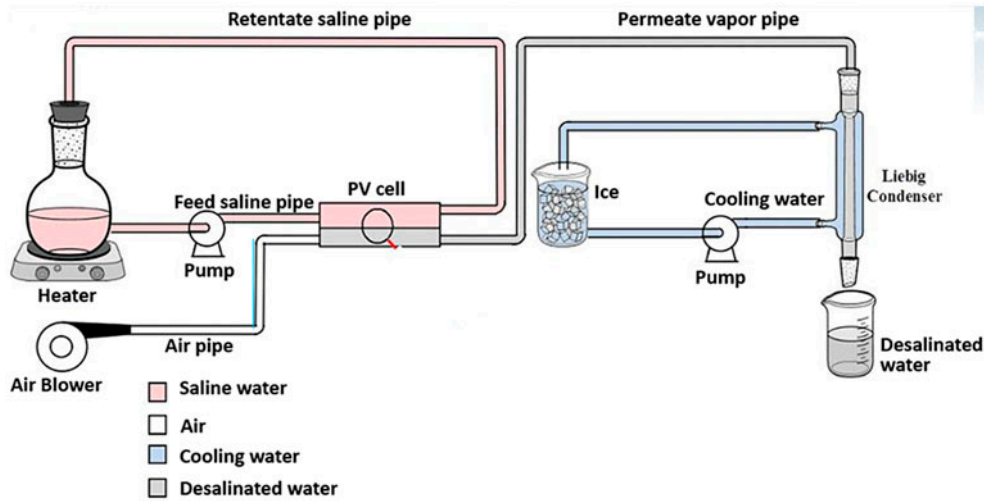 Retentate saline pipe
Permeate vapor pipe
PV cell
Feed saline pipe
Pump
Heater
Ice
Cooling water
Pump
Liebig
Condenser
Air pipe
Air Blower
Desalinated
water
Saline water
Air
Cooling water
Desalinated water